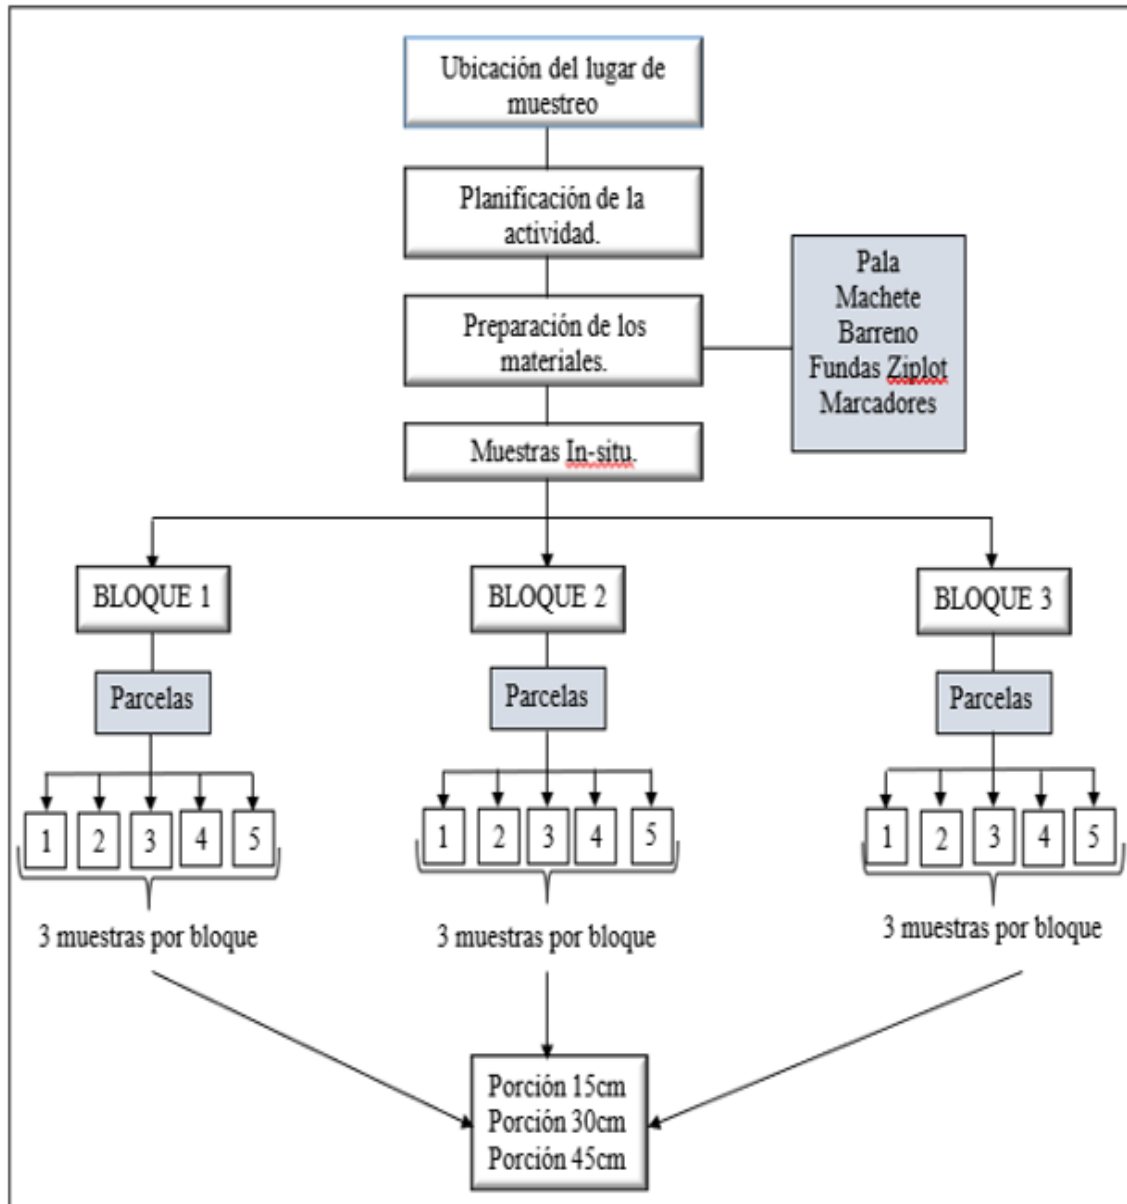 Ubicación del lugar de
muestreo
Planificación de la
actividad.
Preparación de los
materiales.
Pala
Machete
Barreno
Fundas Ziplot
Marcadores
Muestras In-situ.
BLOQUE 1
BLOQUE 2
BLOQUE 3
Parcelas
Parcelas
Parcelas
1 2 3 4 5
1 2 3 4 5
1 2 3 4 5
3 muestras por bloque
3 muestras por bloque
3 muestras por bloque
Porción 15cm
Porción 30cm
Porción 45cm